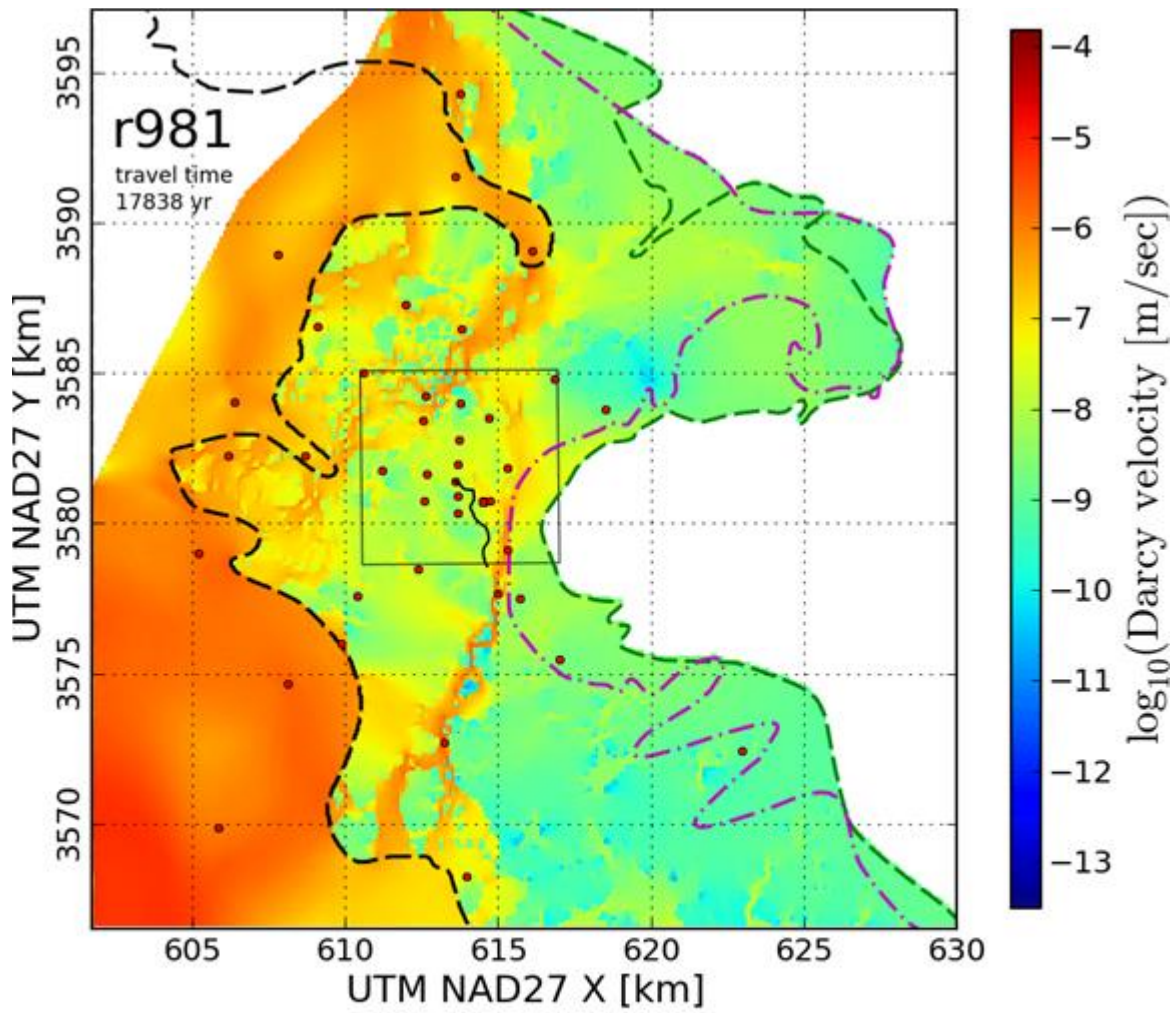 r981
travel time
17838 yr
3595
3590
3585
3580
3575
3570
UTM NAD27 Y [km]
605 610 615 620 625 630
UTM NAD27 X [km]
−4
−5
−6
−7
−8
−9
−10
−11
−12
−13
log₁₀(Darcy velocity [m/sec])